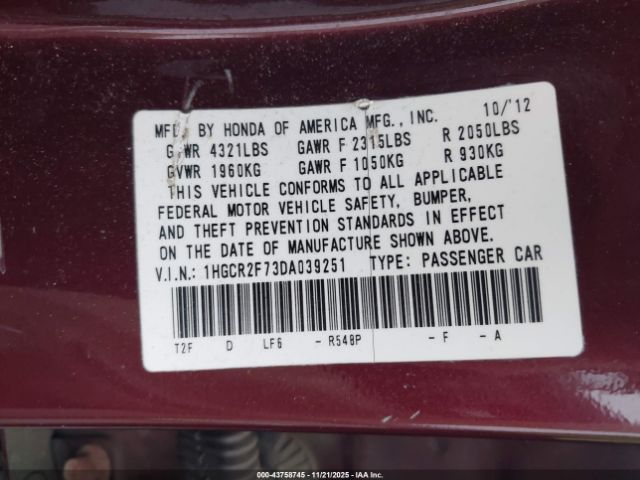 MFD. BY HONDA OF AMERICA MFG., INC. 10/'12
GVWR 4321LBS GAWR F 2315LBS R 2050LBS
GVWR 1960KG GAWR F 1050KG R 930KG
THIS VEHICLE CONFORMS TO ALL APPLICABLE
FEDERAL MOTOR VEHICLE SAFETY, BUMPER,
AND THEFT PREVENTION STANDARDS IN EFFECT
ON THE DATE OF MANUFACTURE SHOWN ABOVE.
V.I.N.: 1HGCR2F73DA039251 TYPE: PASSENGER CAR
T2F D LF6 - R548P - F - A
000-43758745 - 11/21/2025 - IAAI.com